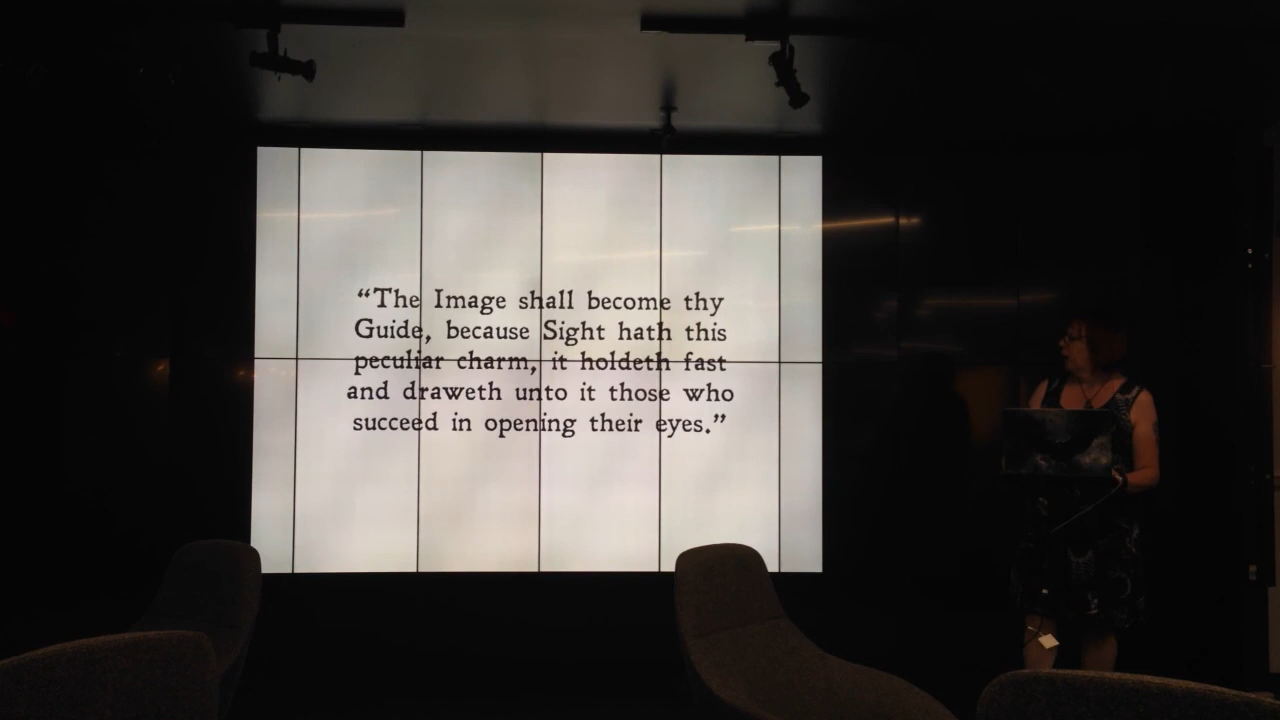 “The Image shall become thy
Guide, because Sight hath this
peculiar charm, it holdeth fast
and draweth unto it those who
succeed in opening their eyes.”